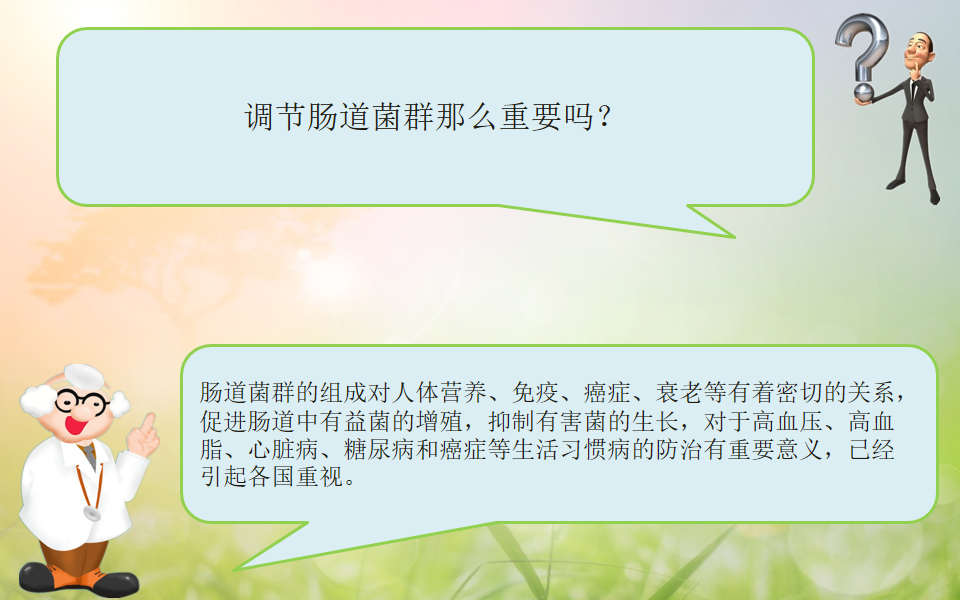 调节肠道菌群那么重要吗？
肠道菌群的组成对人体营养、免疫、癌症、衰老等有着密切的关系，
促进肠道中有益菌的增殖，抑制有害菌的生长，对于高血压、高血
脂、心脏病、糖尿病和癌症等生活习惯病的防治有重要意义，已经
引起各国重视。